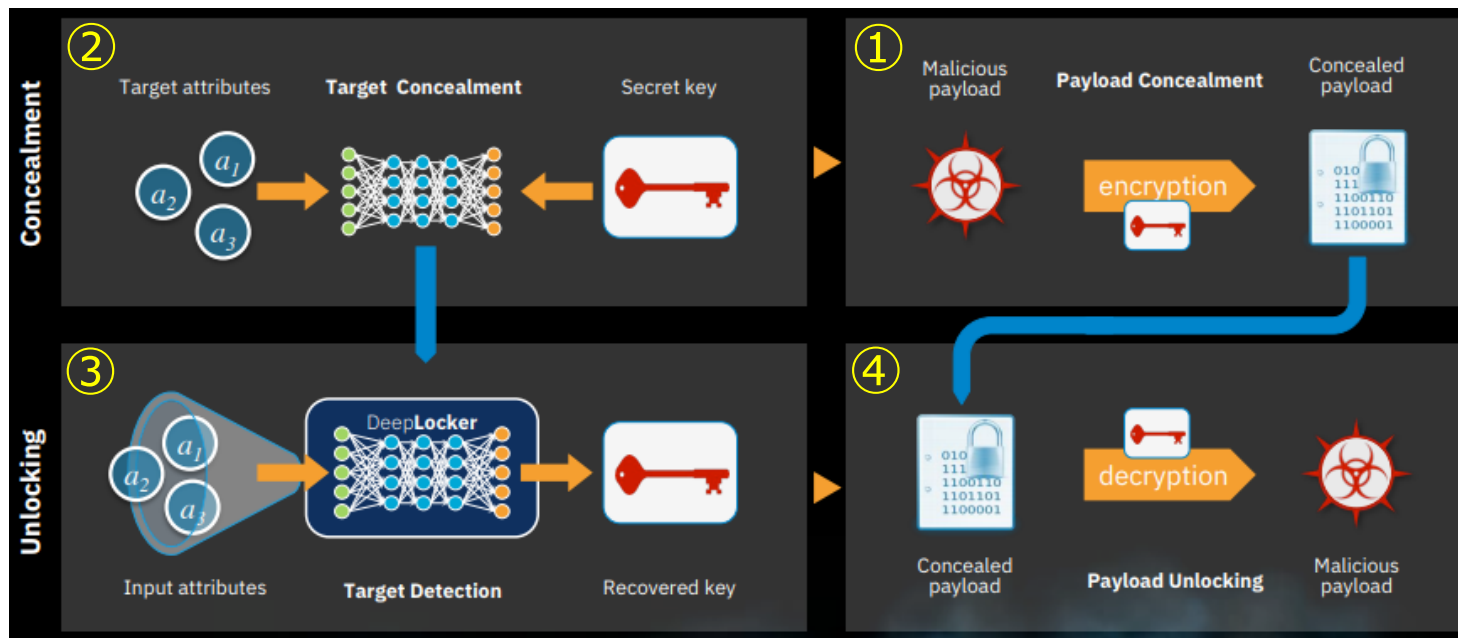 Concealment
②
Target attributes
Target Concealment
Secret key
a1
a2
a3
①
Malicious
payload
Payload Concealment
Concealed
payload
encryption
010
111
1100110
1101101
1100001
Unlocking
③
DeepLocker
a1
a2
a3
Input attributes
Target Detection
Recovered key
④
010
111
1100110
1101101
1100001
decryption
Concealed
payload
Payload Unlocking
Malicious
payload